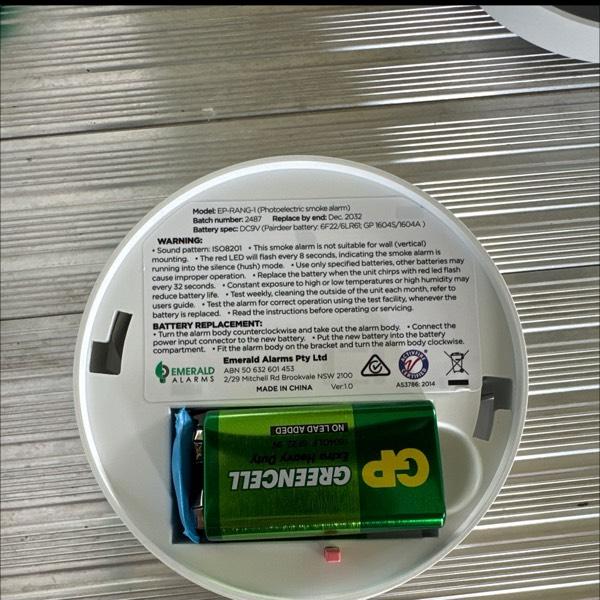 Model: EP-RANG-1 (Photoelectric smoke alarm)
Batch number: 2487 Replace by end: Dec. 2032
Battery spec: DC9V (Pairdeer battery: 6F22/6LR61; GP 1604S/1604A )
WARNING:
• Sound pattern: ISO8201 • This smoke alarm is not suitable for wall (vertical)
mounting. • The red LED will flash every 8 seconds, indicating the smoke alarm is
running into the silence (hush) mode. • Use only specified batteries, other batteries may
cause improper operation. • Replace the battery when the unit chirps with red led flash
every 32 seconds. • Constant exposure to high or low temperatures or high humidity may
reduce battery life. • Test weekly, cleaning the outside of the unit each month, refer to
users guide. • Test the alarm for correct operation using the test facility, whenever the
battery is replaced. • Read the instructions before operating or servicing.
BATTERY REPLACEMENT:
• Turn the alarm body counterclockwise and take out the alarm body. • Connect the
power input connector to the new battery. • Put the new battery into the battery
compartment. • Fit the alarm body on the bracket and turn the alarm body clockwise.
EMERALD
ALARMS
Emerald Alarms Pty Ltd
ABN 50 632 601 453
2/29 Mitchell Rd Brookvale NSW 2100
MADE IN CHINA Ver:1.0
AS3786: 2014
GP
GREENCELL
Extra Heavy Duty
NO LEAD ADDED